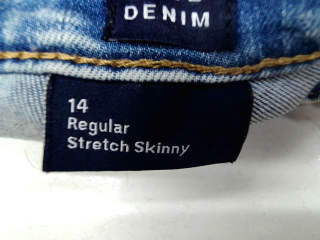 DENIM
14
Regular
Stretch Skinny